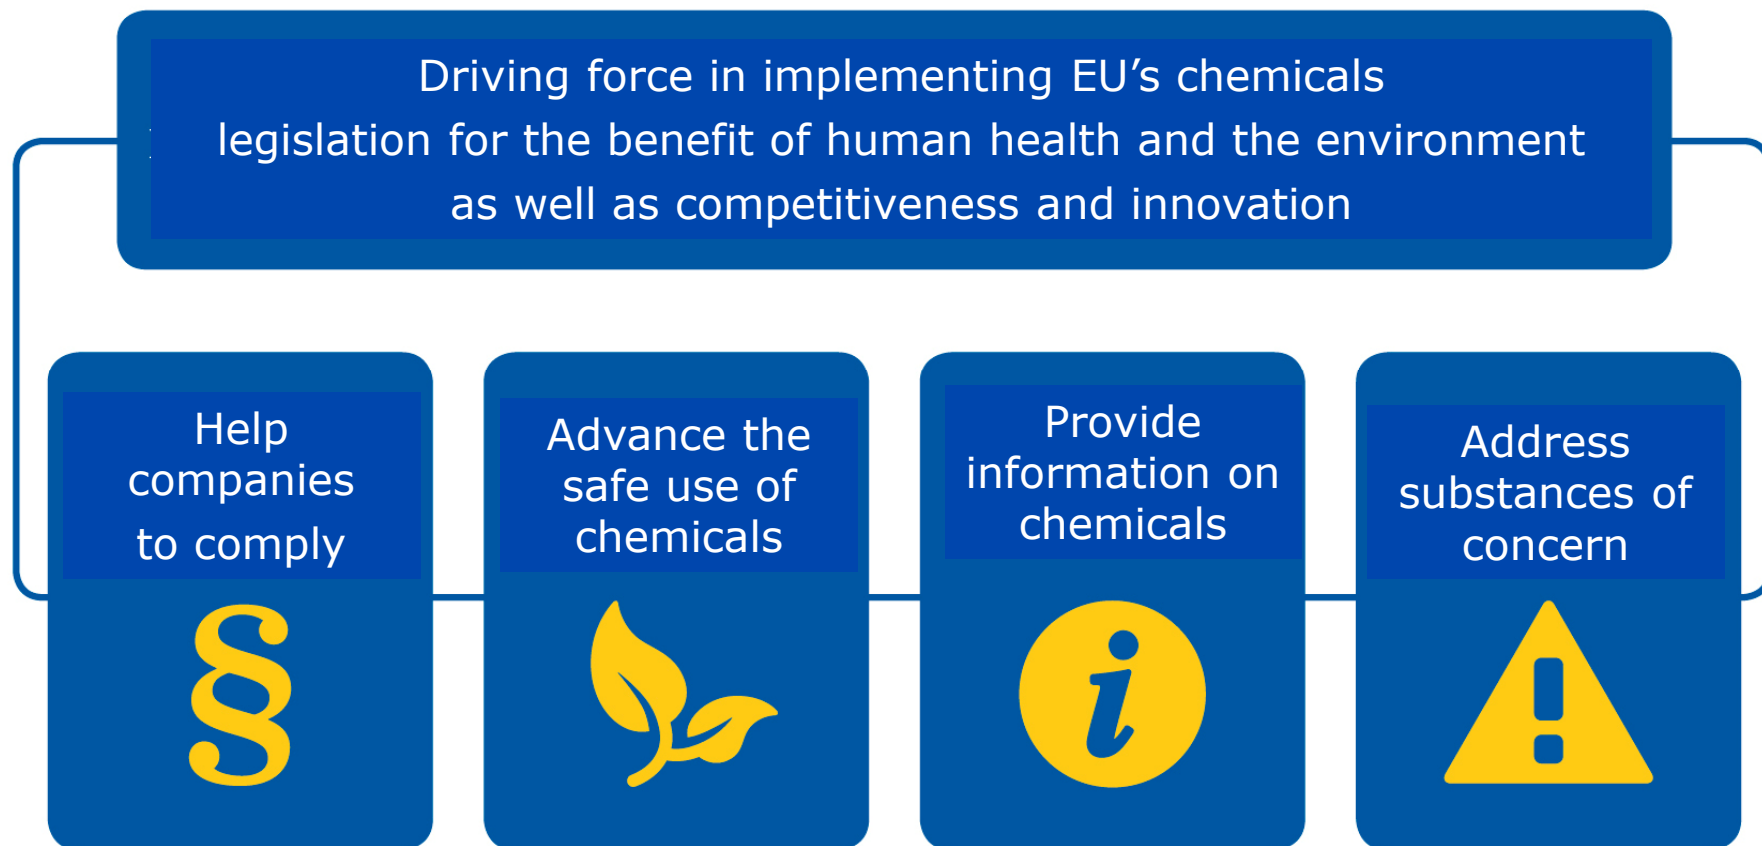 Driving force in implementing EU’s chemicals
legislation for the benefit of human health and the environment
as well as competitiveness and innovation
Help
companies
to comply
Advance the
safe use of
chemicals
Provide
information on
chemicals
Address
substances of
concern
§
i
!